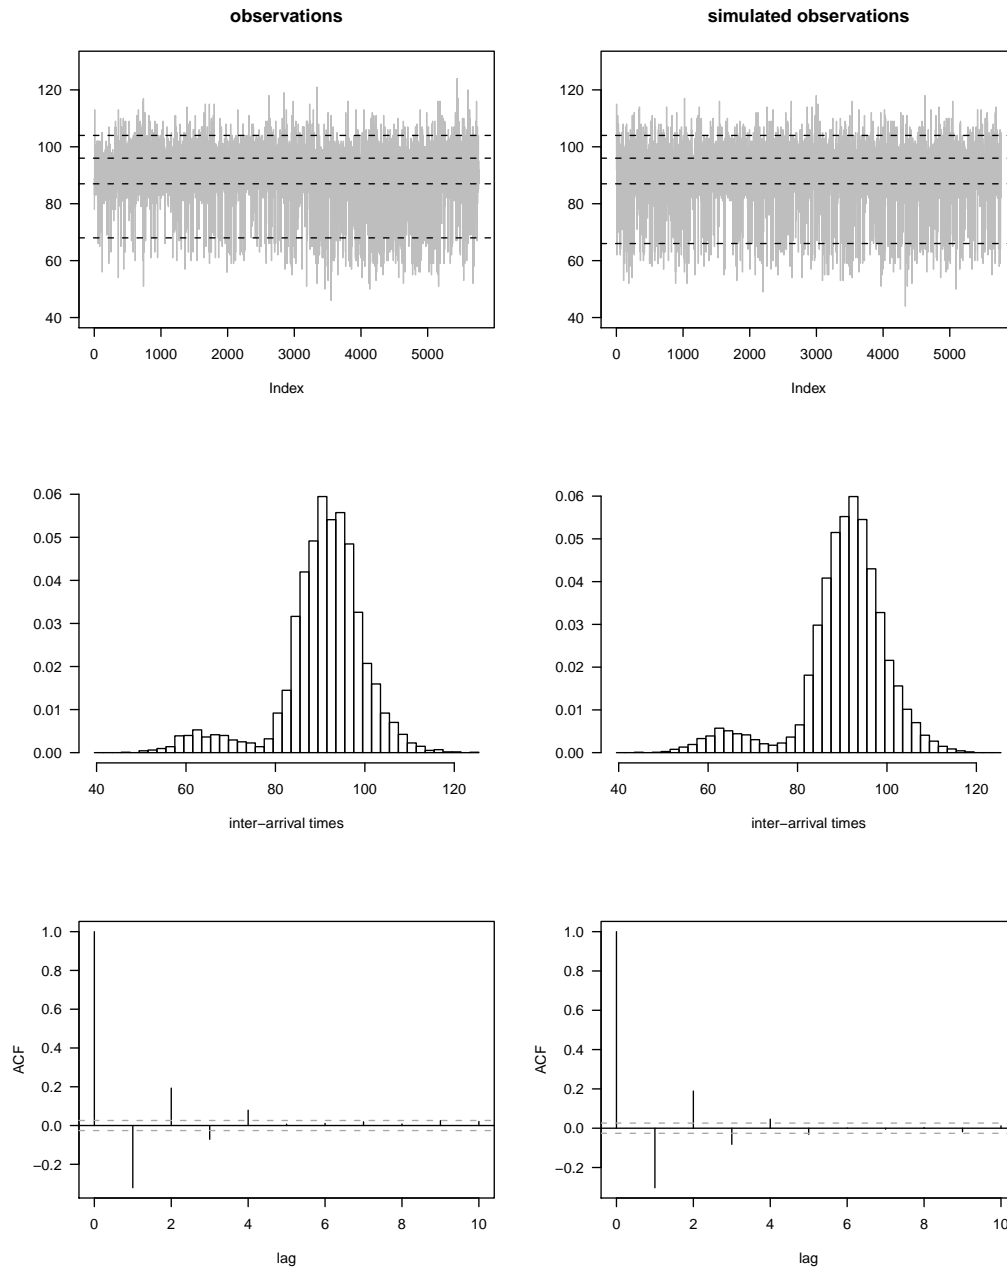 observations
simulated observations
120
100
80
60
40
0 1000 2000 3000 4000 5000
Index
120
100
80
60
40
0 1000 2000 3000 4000 5000
Index
0.06
0.05
0.04
0.03
0.02
0.01
0.00
40 60 80 100 120
inter−arrival times
0.06
0.05
0.04
0.03
0.02
0.01
0.00
40 60 80 100 120
inter−arrival times
1.0
0.8
0.6
0.4
0.2
0.0
−0.2
ACF
0 2 4 6 8 10
lag
1.0
0.8
0.6
0.4
0.2
0.0
−0.2
ACF
0 2 4 6 8 10
lag